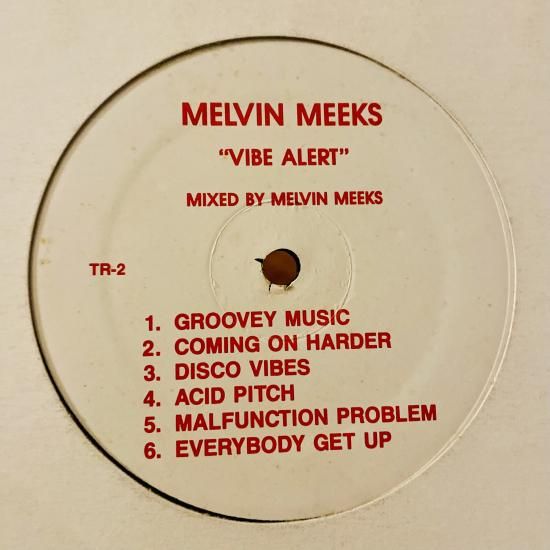 MELVIN MEEKS
“VIBE ALERT”
MIXED BY MELVIN MEEKS
TR-2
1. GROOVEY MUSIC
2. COMING ON HARDER
3. DISCO VIBES
4. ACID PITCH
5. MALFUNCTION PROBLEM
6. EVERYBODY GET UP